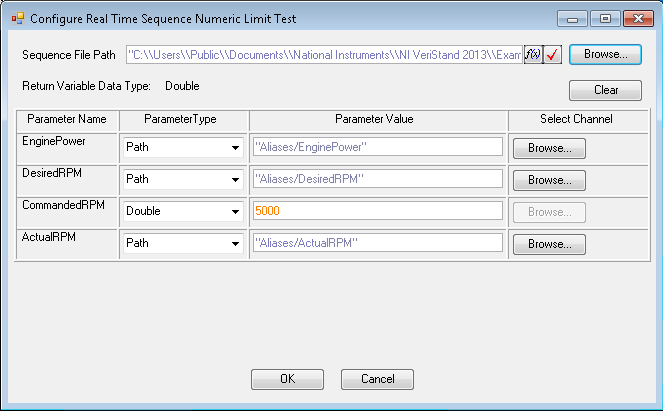 Configure Real Time Sequence Numeric Limit Test
Sequence File Path "C:\\Users\\Public\\Documents\\National Instruments\\NI VeriStand 2013\\Exam f(x) Browse...
Return Variable Data Type: Double Clear
Parameter Name ParameterType Parameter Value Select Channel
EnginePower Path "Aliases/EnginePower" Browse...
DesiredRPM Path "Aliases/DesiredRPM" Browse...
CommandedRPM Double 5000 Browse...
ActualRPM Path "Aliases/ActualRPM" Browse...
OK Cancel